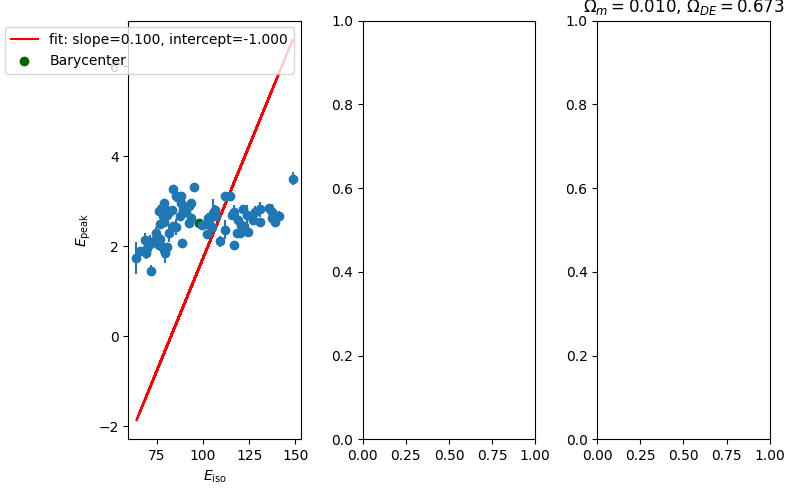 Ω_m = 0.010, Ω_DE = 0.673
fit: slope=0.100, intercept=-1.000
Barycenter
6
4
2
0
−2
E_peak
75 100 125 150
E_iso
1.0
0.8
0.6
0.4
0.2
0.0
0.00 0.25 0.50 0.75 1.00
1.0
0.8
0.6
0.4
0.2
0.0
0.00 0.25 0.50 0.75 1.00